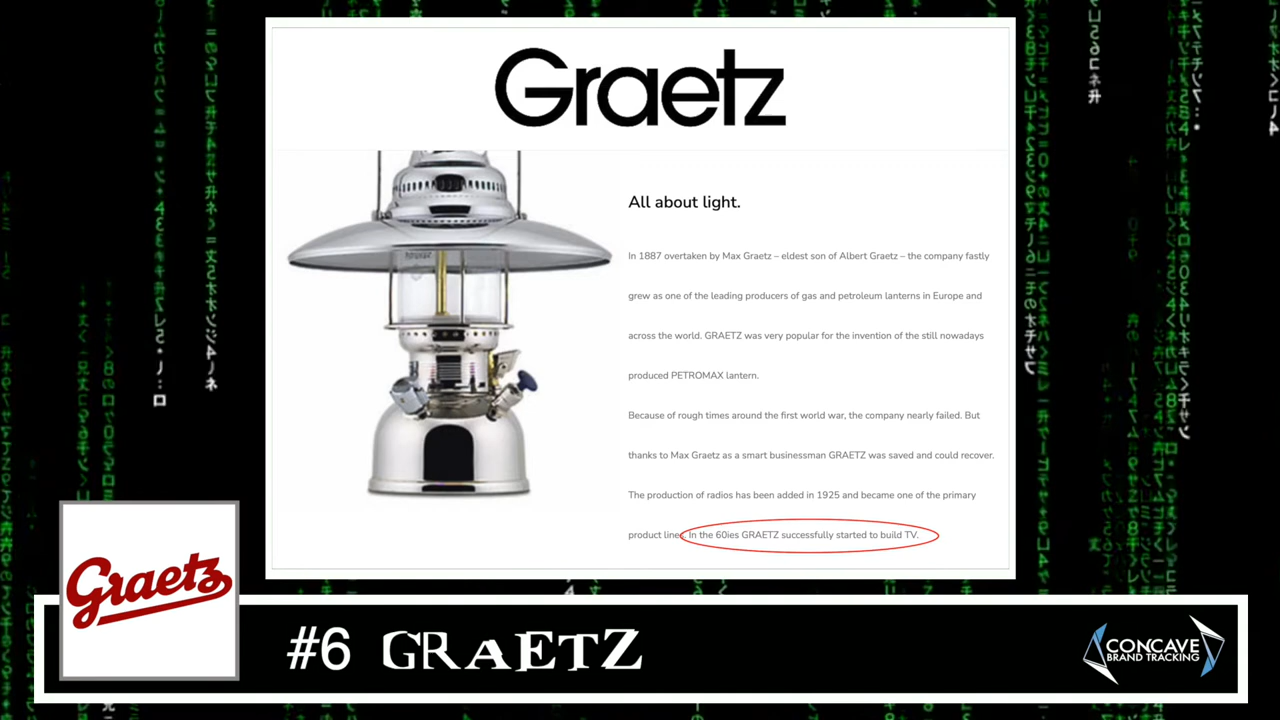 Graetz
All about light.
In 1887 overtaken by Max Graetz – eldest son of Albert Graetz – the company fastly
grew as one of the leading producers of gas and petroleum lanterns in Europe and
across the world. GRAETZ was very popular for the invention of the still nowadays
produced PETROMAX lantern.
Because of rough times around the first world war, the company nearly failed. But
thanks to Max Graetz as a smart businessman GRAETZ was saved and could recover.
The production of radios has been added in 1925 and became one of the primary
product lines. In the 60ies GRAETZ successfully started to build TV.
Graetz
#6 GRAETZ
CONCAVE
BRAND TRACKING